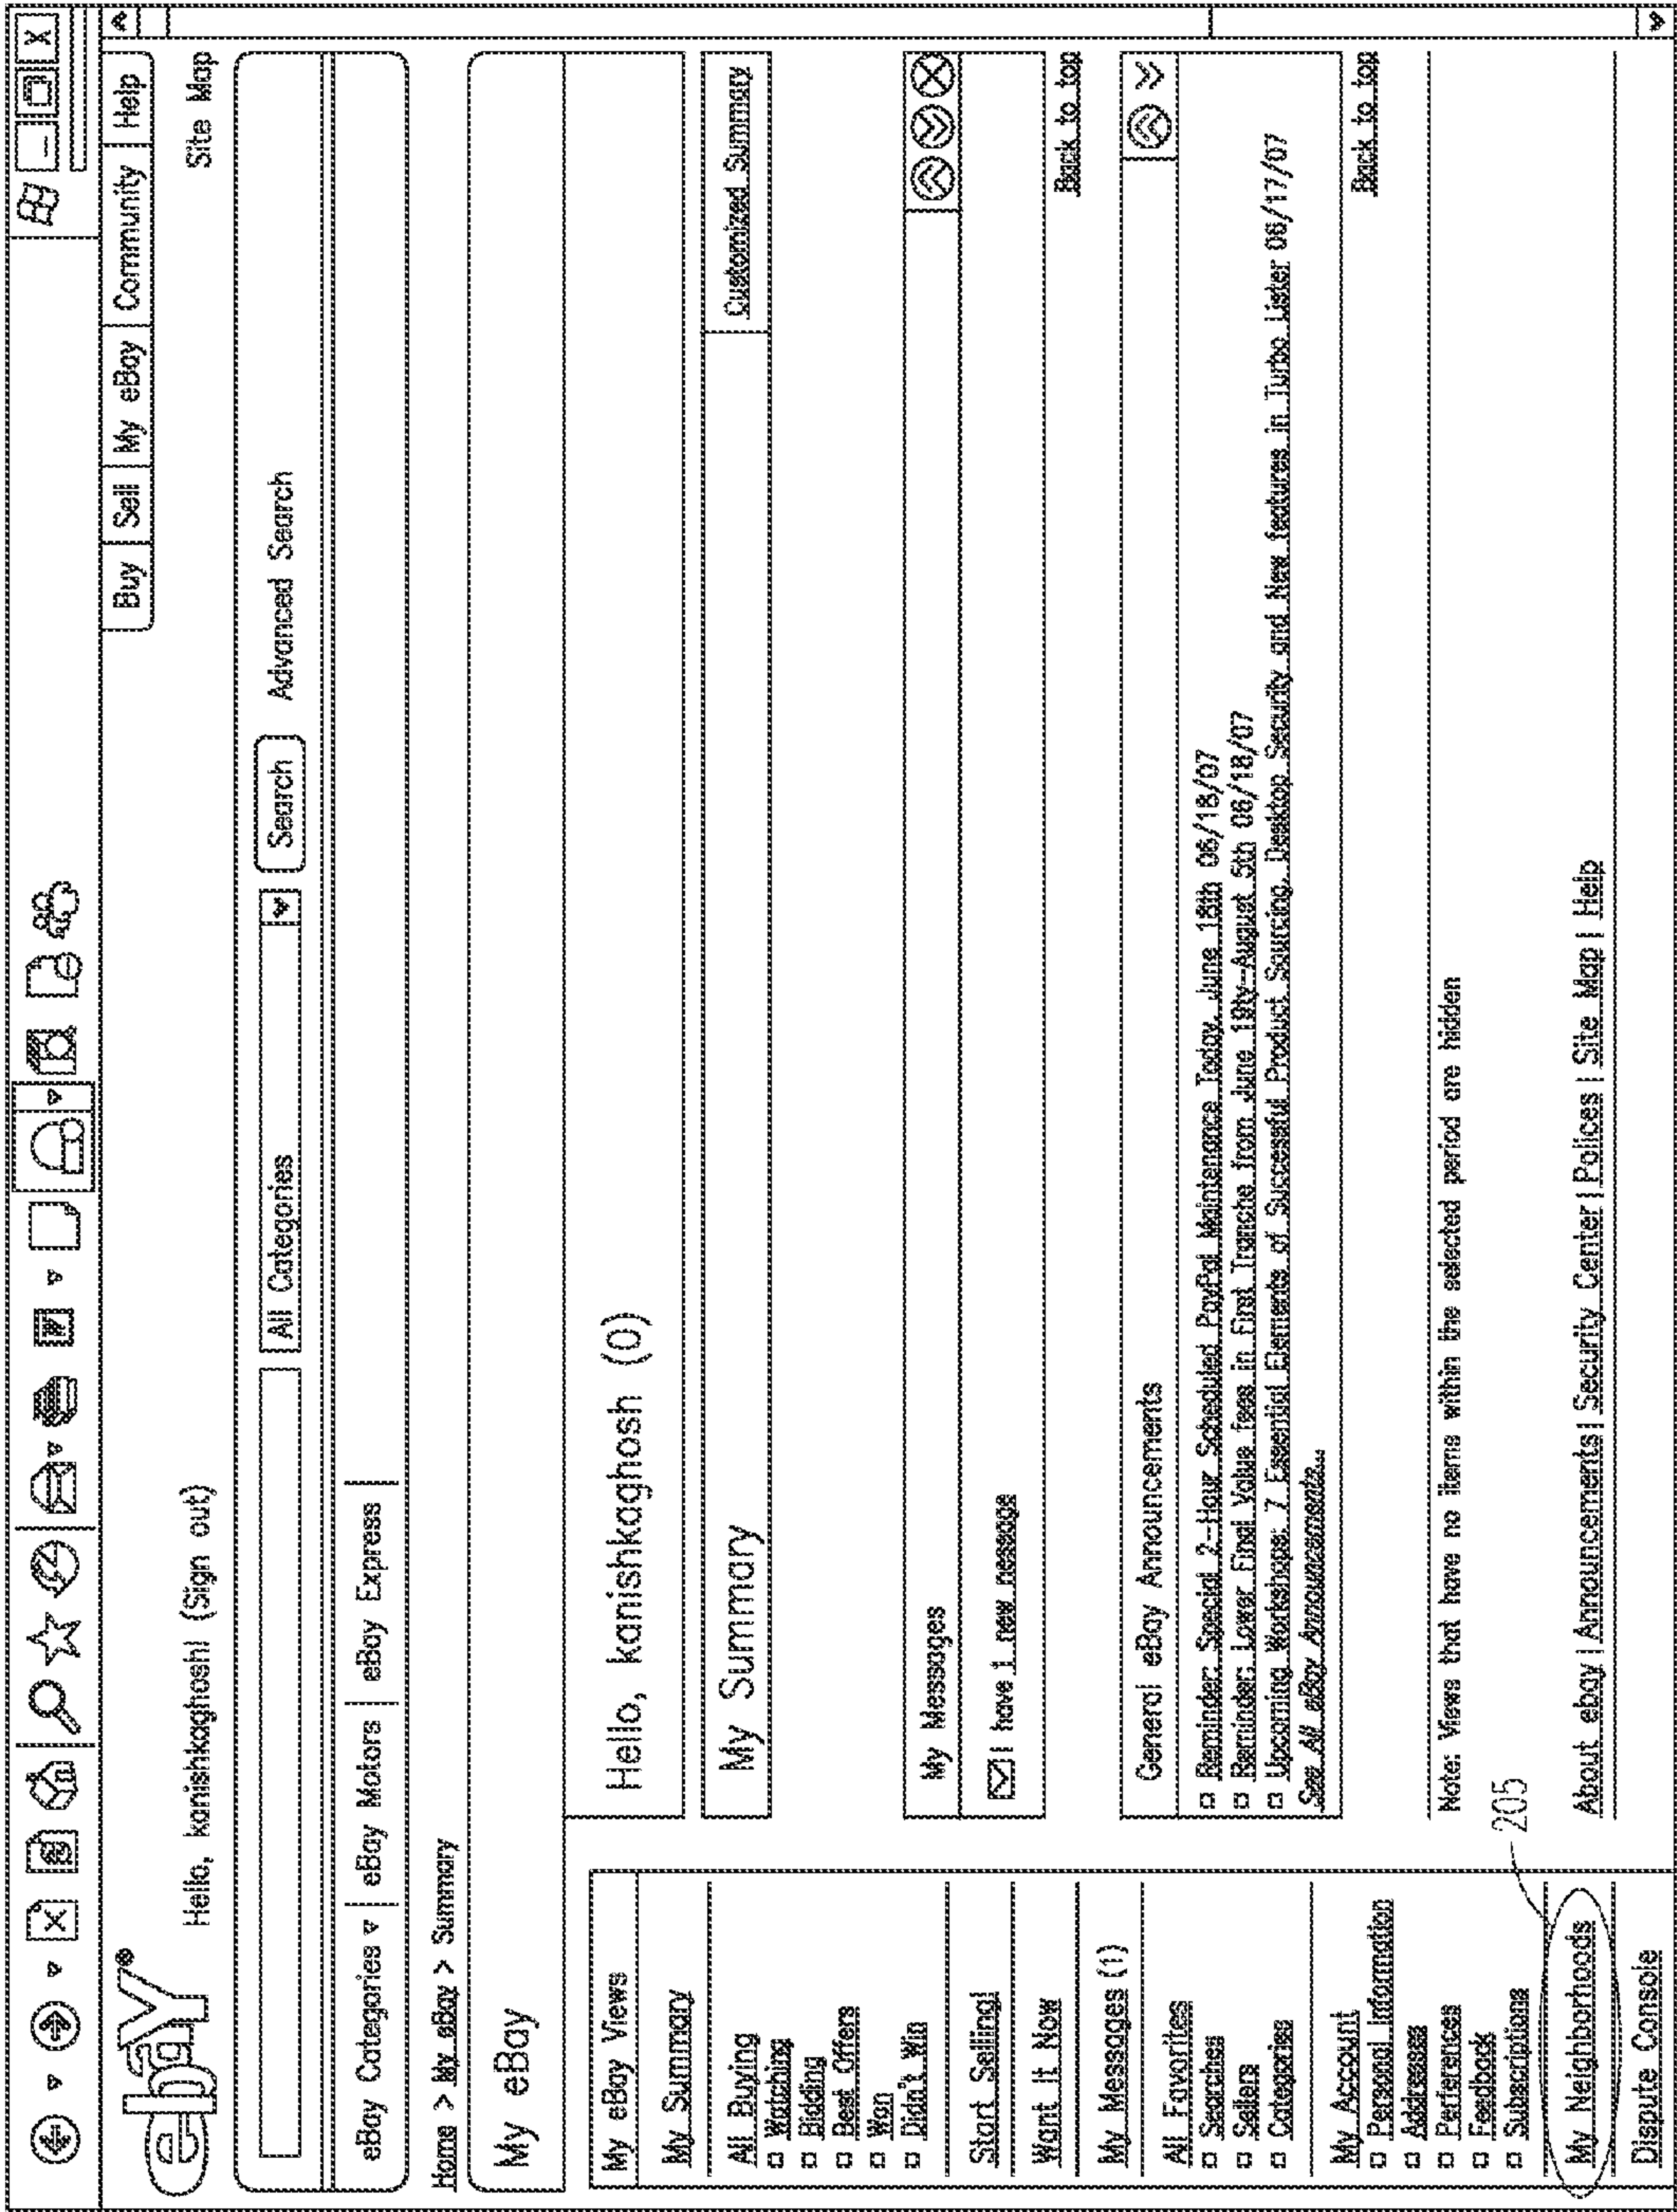 Buy | Sell | My eBay | Community | Help
ebaY®
Hello, kanishkaghosh! (Sign out)
Site Map
All Categories
Search
Advanced Search
eBay Categories | eBay Motors | eBay Express
Home > My eBay > Summary
My eBay
My eBay Views
My Summary
All Buying
Watching
Bidding
Best Offers
Won
Didn't Win
Start Selling!
Want It Now
My Messages (1)
All Favorites
Searches
Sellers
Categories
My Account
Personal Information
Addresses
Perferences
Feedback
Subscriptions
My Neighborhoods
Dispute Console
205
Hello, kanishkaghosh (0)
My Summary
Customized Summary
My Messages
I have 1 new message
Back to top
General eBay Announcements
Reminder: Special 2-Hour Scheduled PayPal Maintenance Today, June 18th 06/18/07
Reminder: Lower Final Value fees in First Tranche from June 19ty-August 5th 06/18/07
Upcoming Workshops: 7 Essential Elements of Successful Product Sourcing, Desktop Security and New features in Turbo Lister 06/17/07
See All eBay Announcements...
Back to top
Note: Views that have no items within the selected period are hidden
About ebay | Announcements | Security Center | Polices | Site Map | Help